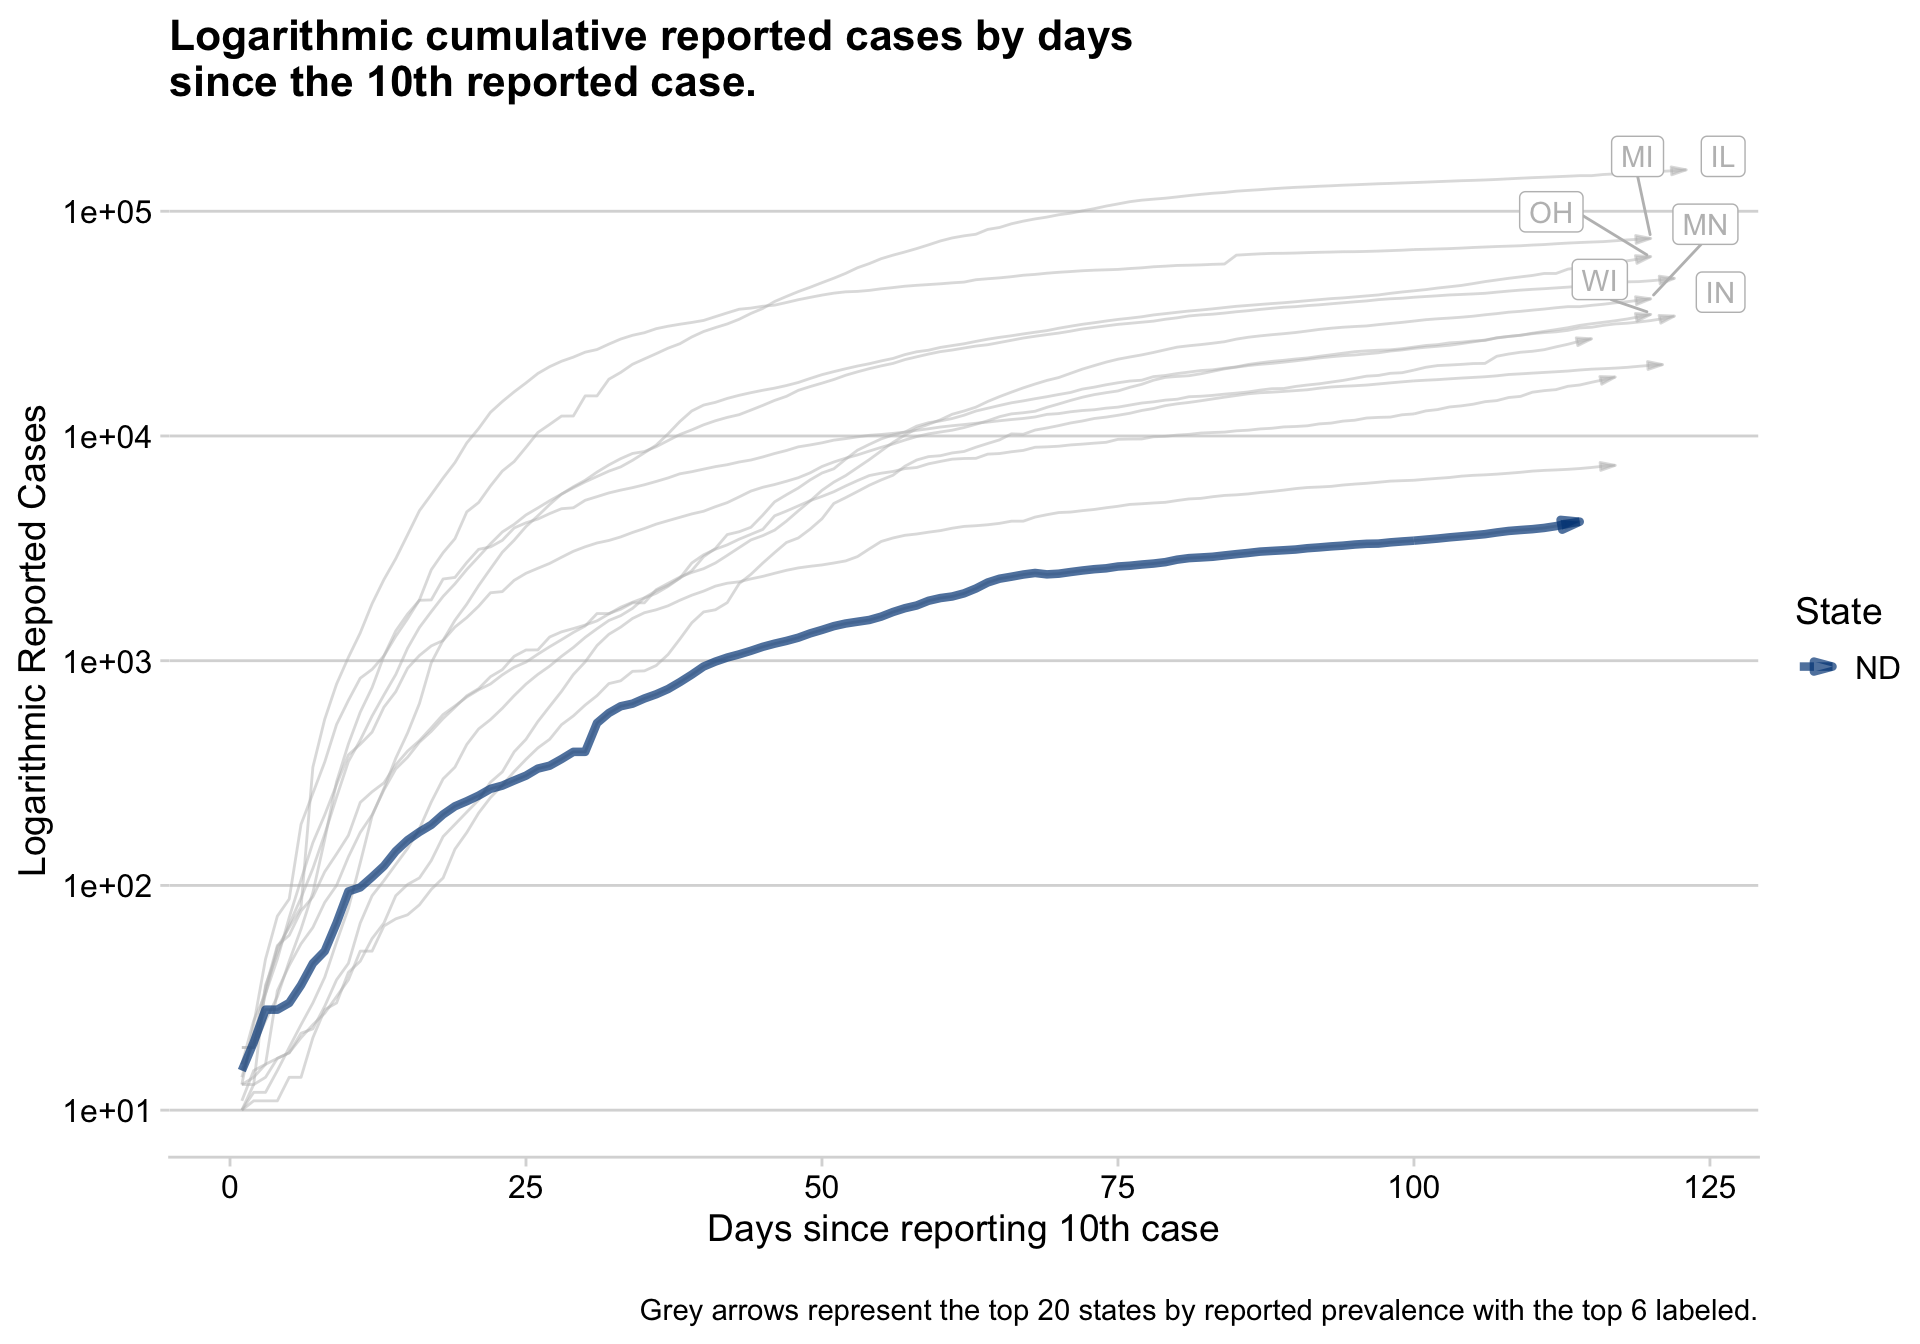 Logarithmic cumulative reported cases by days
since the 10th reported case.
MI
IL
OH
MN
WI
IN
1e+05
1e+04
1e+03
1e+02
1e+01
Logarithmic Reported Cases
State
ND
0
25
50
75
100
125
Days since reporting 10th case
Grey arrows represent the top 20 states by reported prevalence with the top 6 labeled.